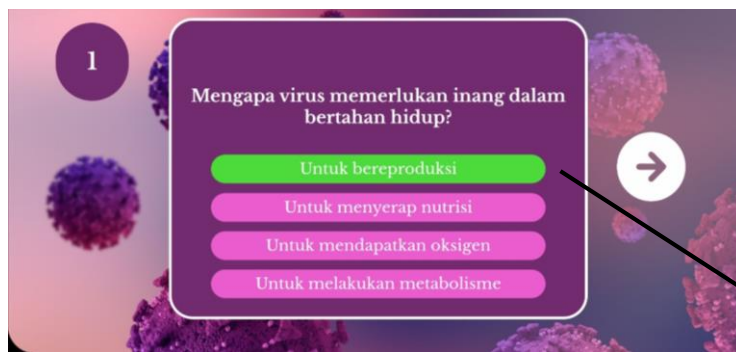 1
Mengapa virus memerlukan inang dalam
bertahan hidup?
Untuk bereproduksi
Untuk menyerap nutrisi
Untuk mendapatkan oksigen
Untuk melakukan metabolisme